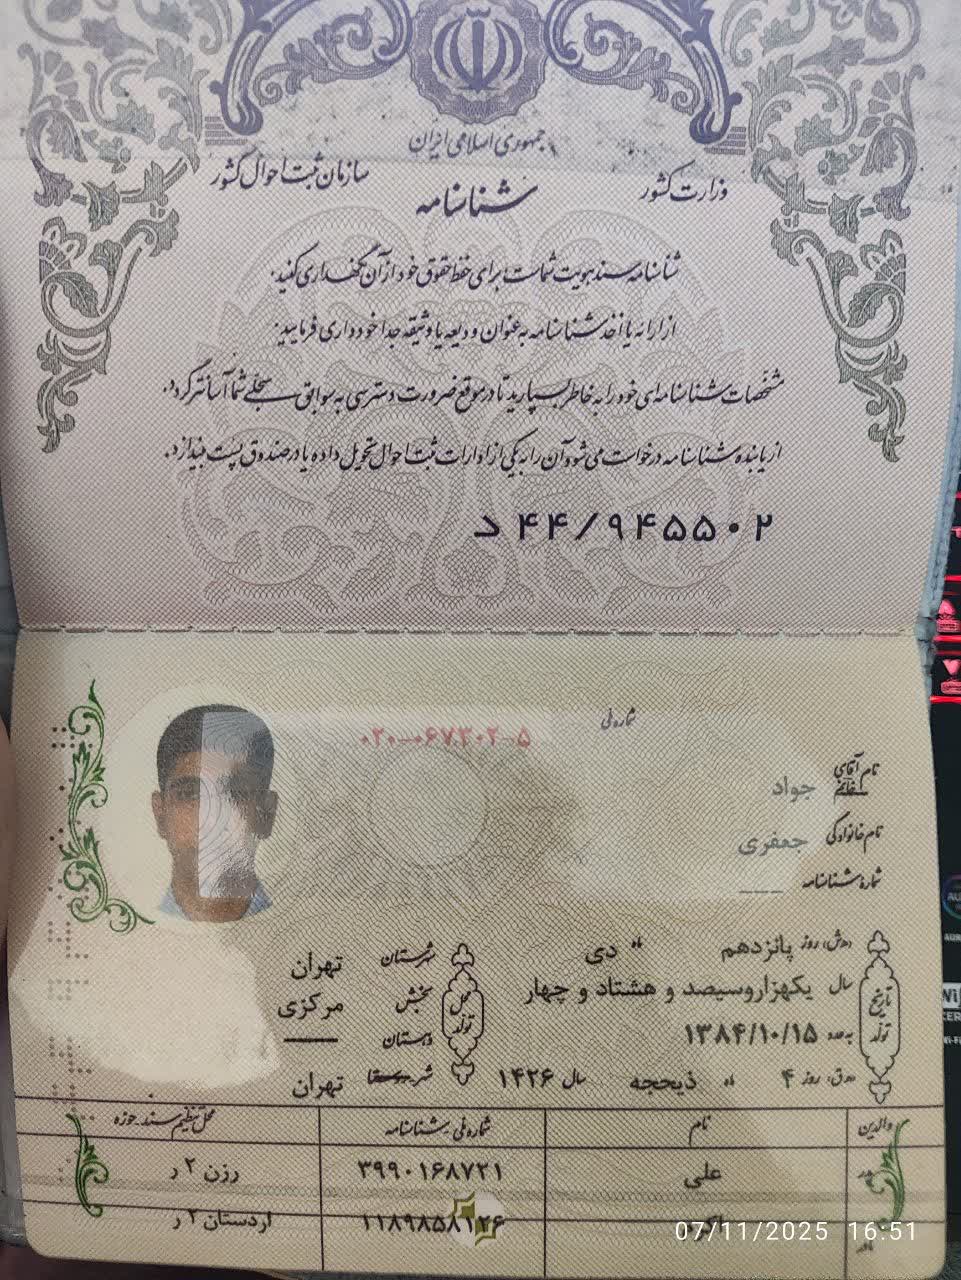 جمهوری اسلامی ایران
وزارت کشور
سازمان ثبت احوال کشور
شناسنامه
شناسنامه سند هویت شماست برای حفظ حقوق خود از آن نگهداری کنید.
از ارائه یا اخذ شناسنامه به عنوان ودیعه یا وثیقه جدا خودداری فرمایید.
مشخصات شناسنامه‌ای خود را به خاطر بسپارید تا در موقع ضرورت دسترسی به سوابق سجلی شما آسانتر گردد.
از یابنده شناسنامه درخواست می‌شود آن را به یکی از ادارات ثبت احوال تحویل داده یا در صندوق پست بیندازد.
د ۴۴/۹۴۵۵۰۲
شماره ملی ۰۲۰-۰۶۷۳۰۲-۵
نام آقای خانم جواد
نام خانوادگی جعفری
شماره شناسنامه ____
تاریخ تولد
(ه‍.ش) روز پانزدهم ماه دی
سال یکهزاروسیصد و هشتاد و چهار
به عدد ۱۳۸۴/۱۰/۱۵
(ه‍.ق) روز ۴ ماه ذیحجه سال ۱۴۲۶
محل تولد
شهرستان تهران
بخش مرکزی
دهستان ____
شهر تهران
والدین نام شماره ملی - شناسنامه محل تنظیم سند - حوزه
پدر علی ۳۹۹۰۱۶۸۷۲۱ رزن ۲ ر
مادر ۱۱۸۹۸۵۸۱۲۶ اردستان ۲ ر
07/11/2025 16:51